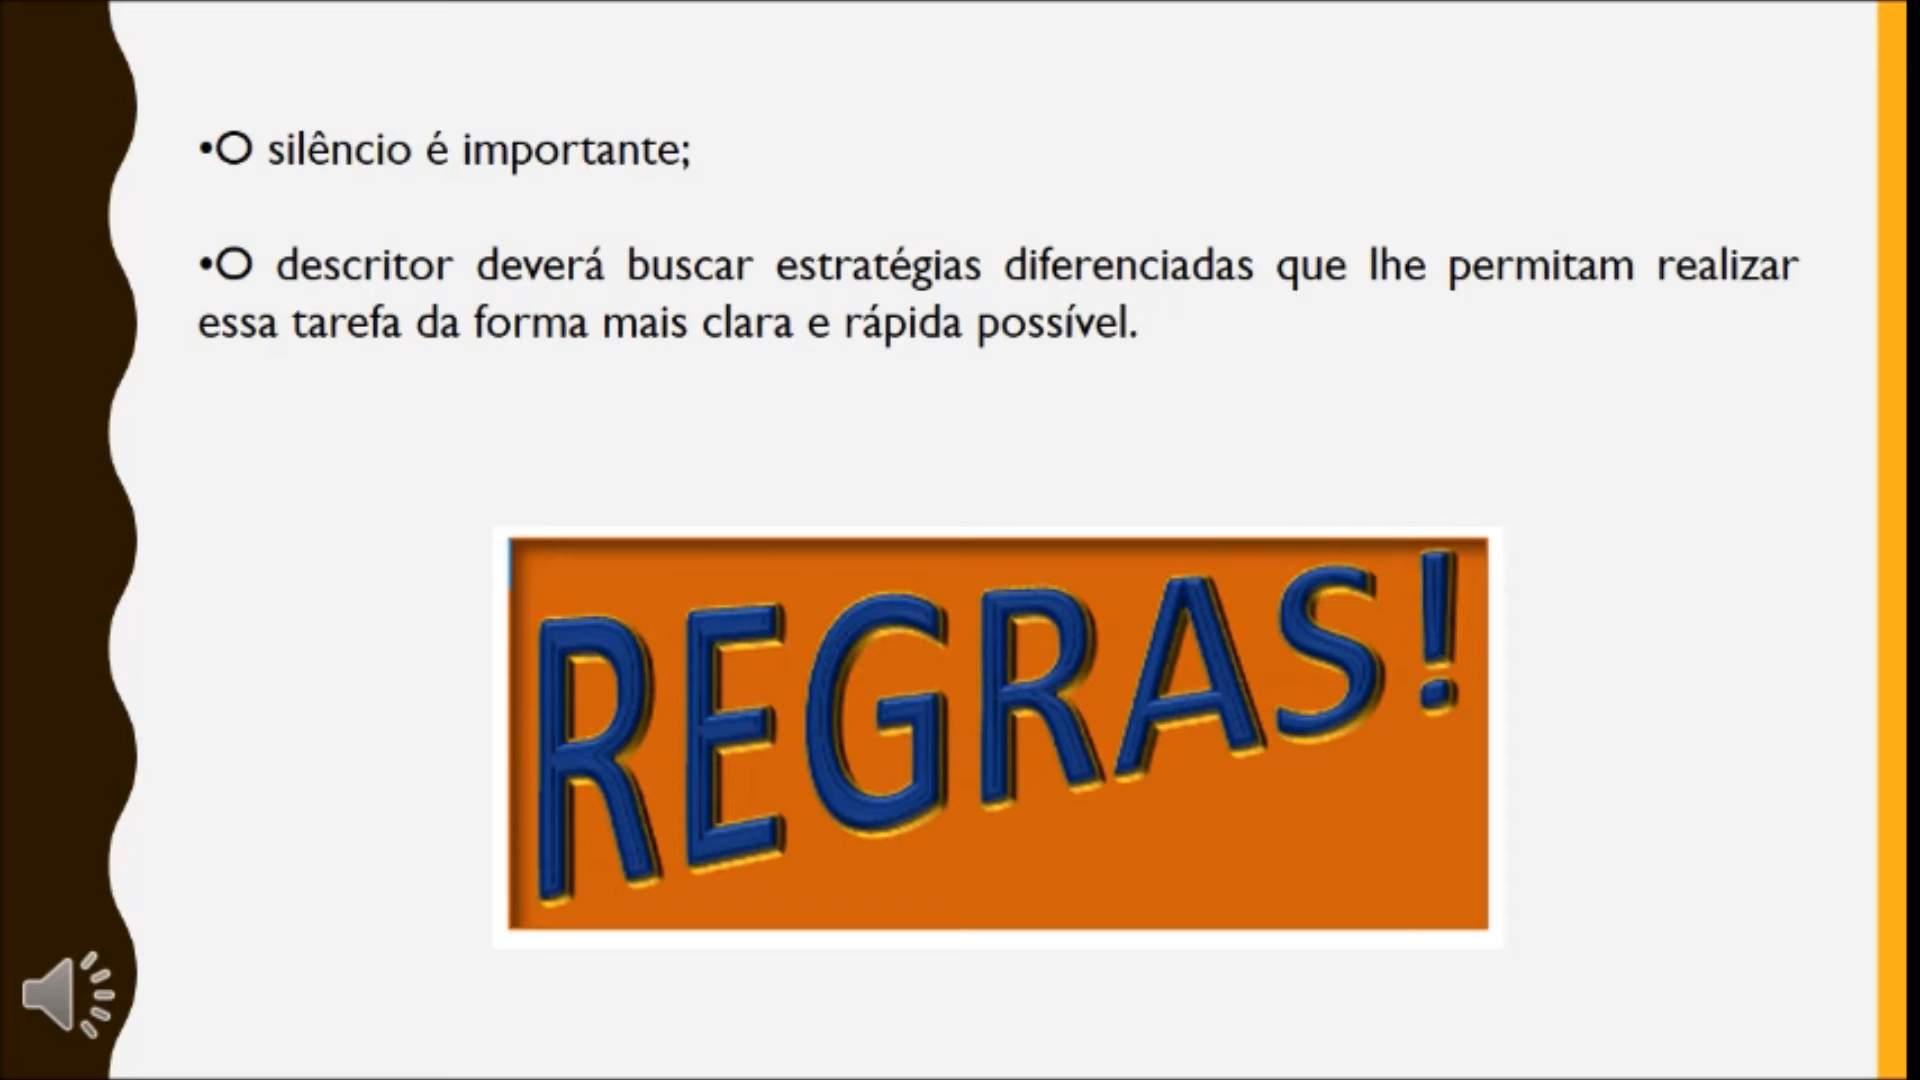 •O silêncio é importante;
•O descritor deverá buscar estratégias diferenciadas que lhe permitam realizar
essa tarefa da forma mais clara e rápida possível.
REGRAS!